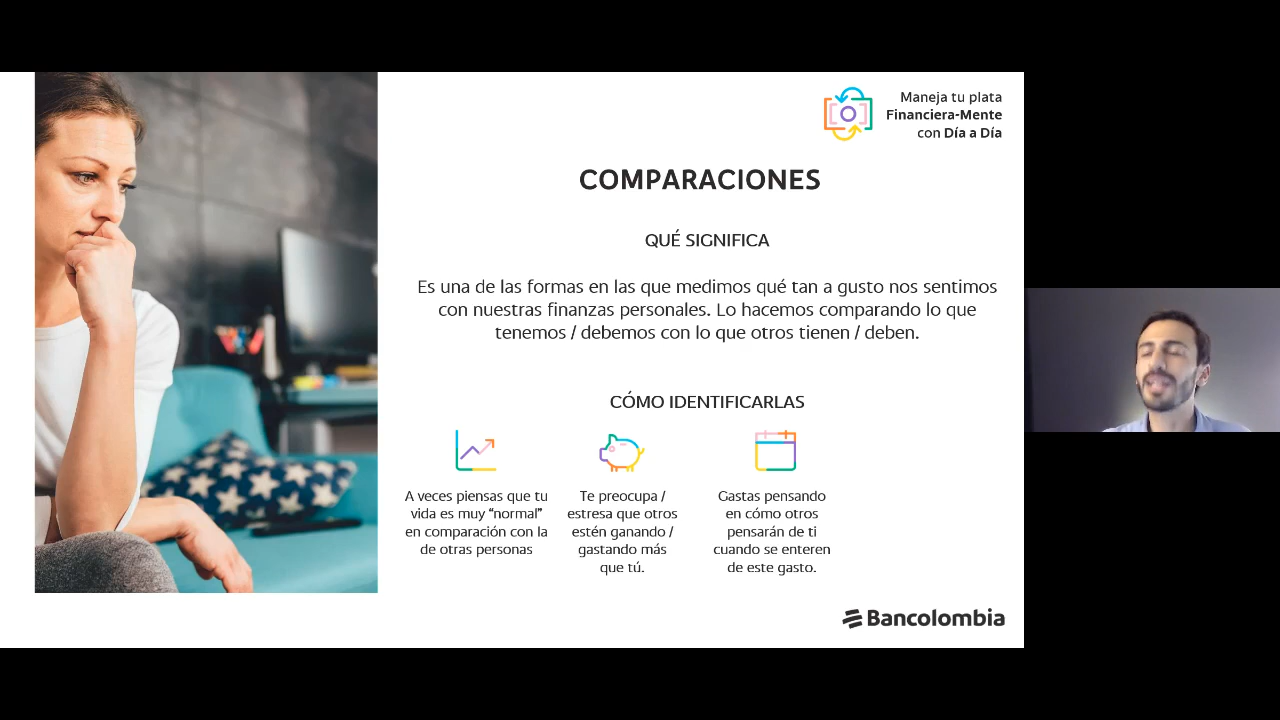 Maneja tu plata
Financiera-Mente
con Día a Día
COMPARACIONES
QUÉ SIGNIFICA
Es una de las formas en las que medimos qué tan a gusto nos sentimos
con nuestras finanzas personales. Lo hacemos comparando lo que
tenemos / debemos con lo que otros tienen / deben.
CÓMO IDENTIFICARLAS
A veces piensas que tu
vida es muy “normal”
en comparación con la
de otras personas
Te preocupa /
estresa que otros
estén ganando /
gastando más
que tú.
Gastas pensando
en cómo otros
pensarán de ti
cuando se enteren
de este gasto.
Bancolombia